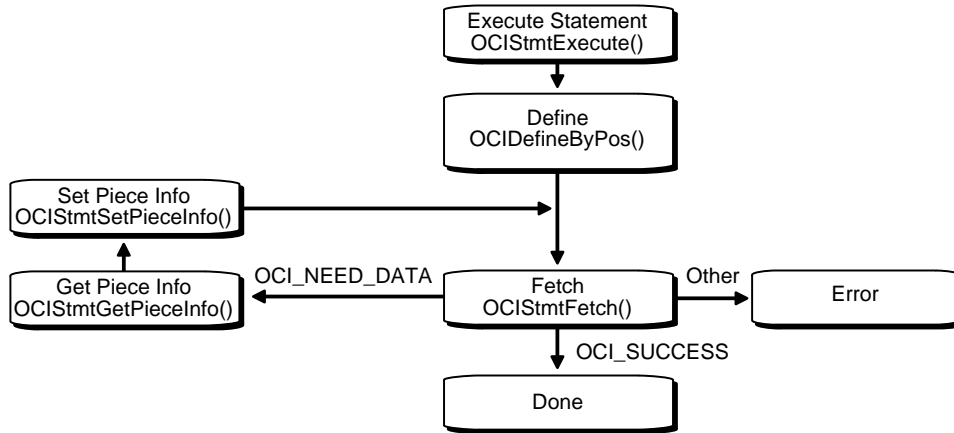 Execute Statement
OCIStmtExecute()
Define
OCIDefineByPos()
Set Piece Info
OCIStmtSetPieceInfo()
OCI_NEED_DATA
Get Piece Info
OCIStmtGetPieceInfo()
Fetch
OCIStmtFetch()
Other
Error
OCI_SUCCESS
Done